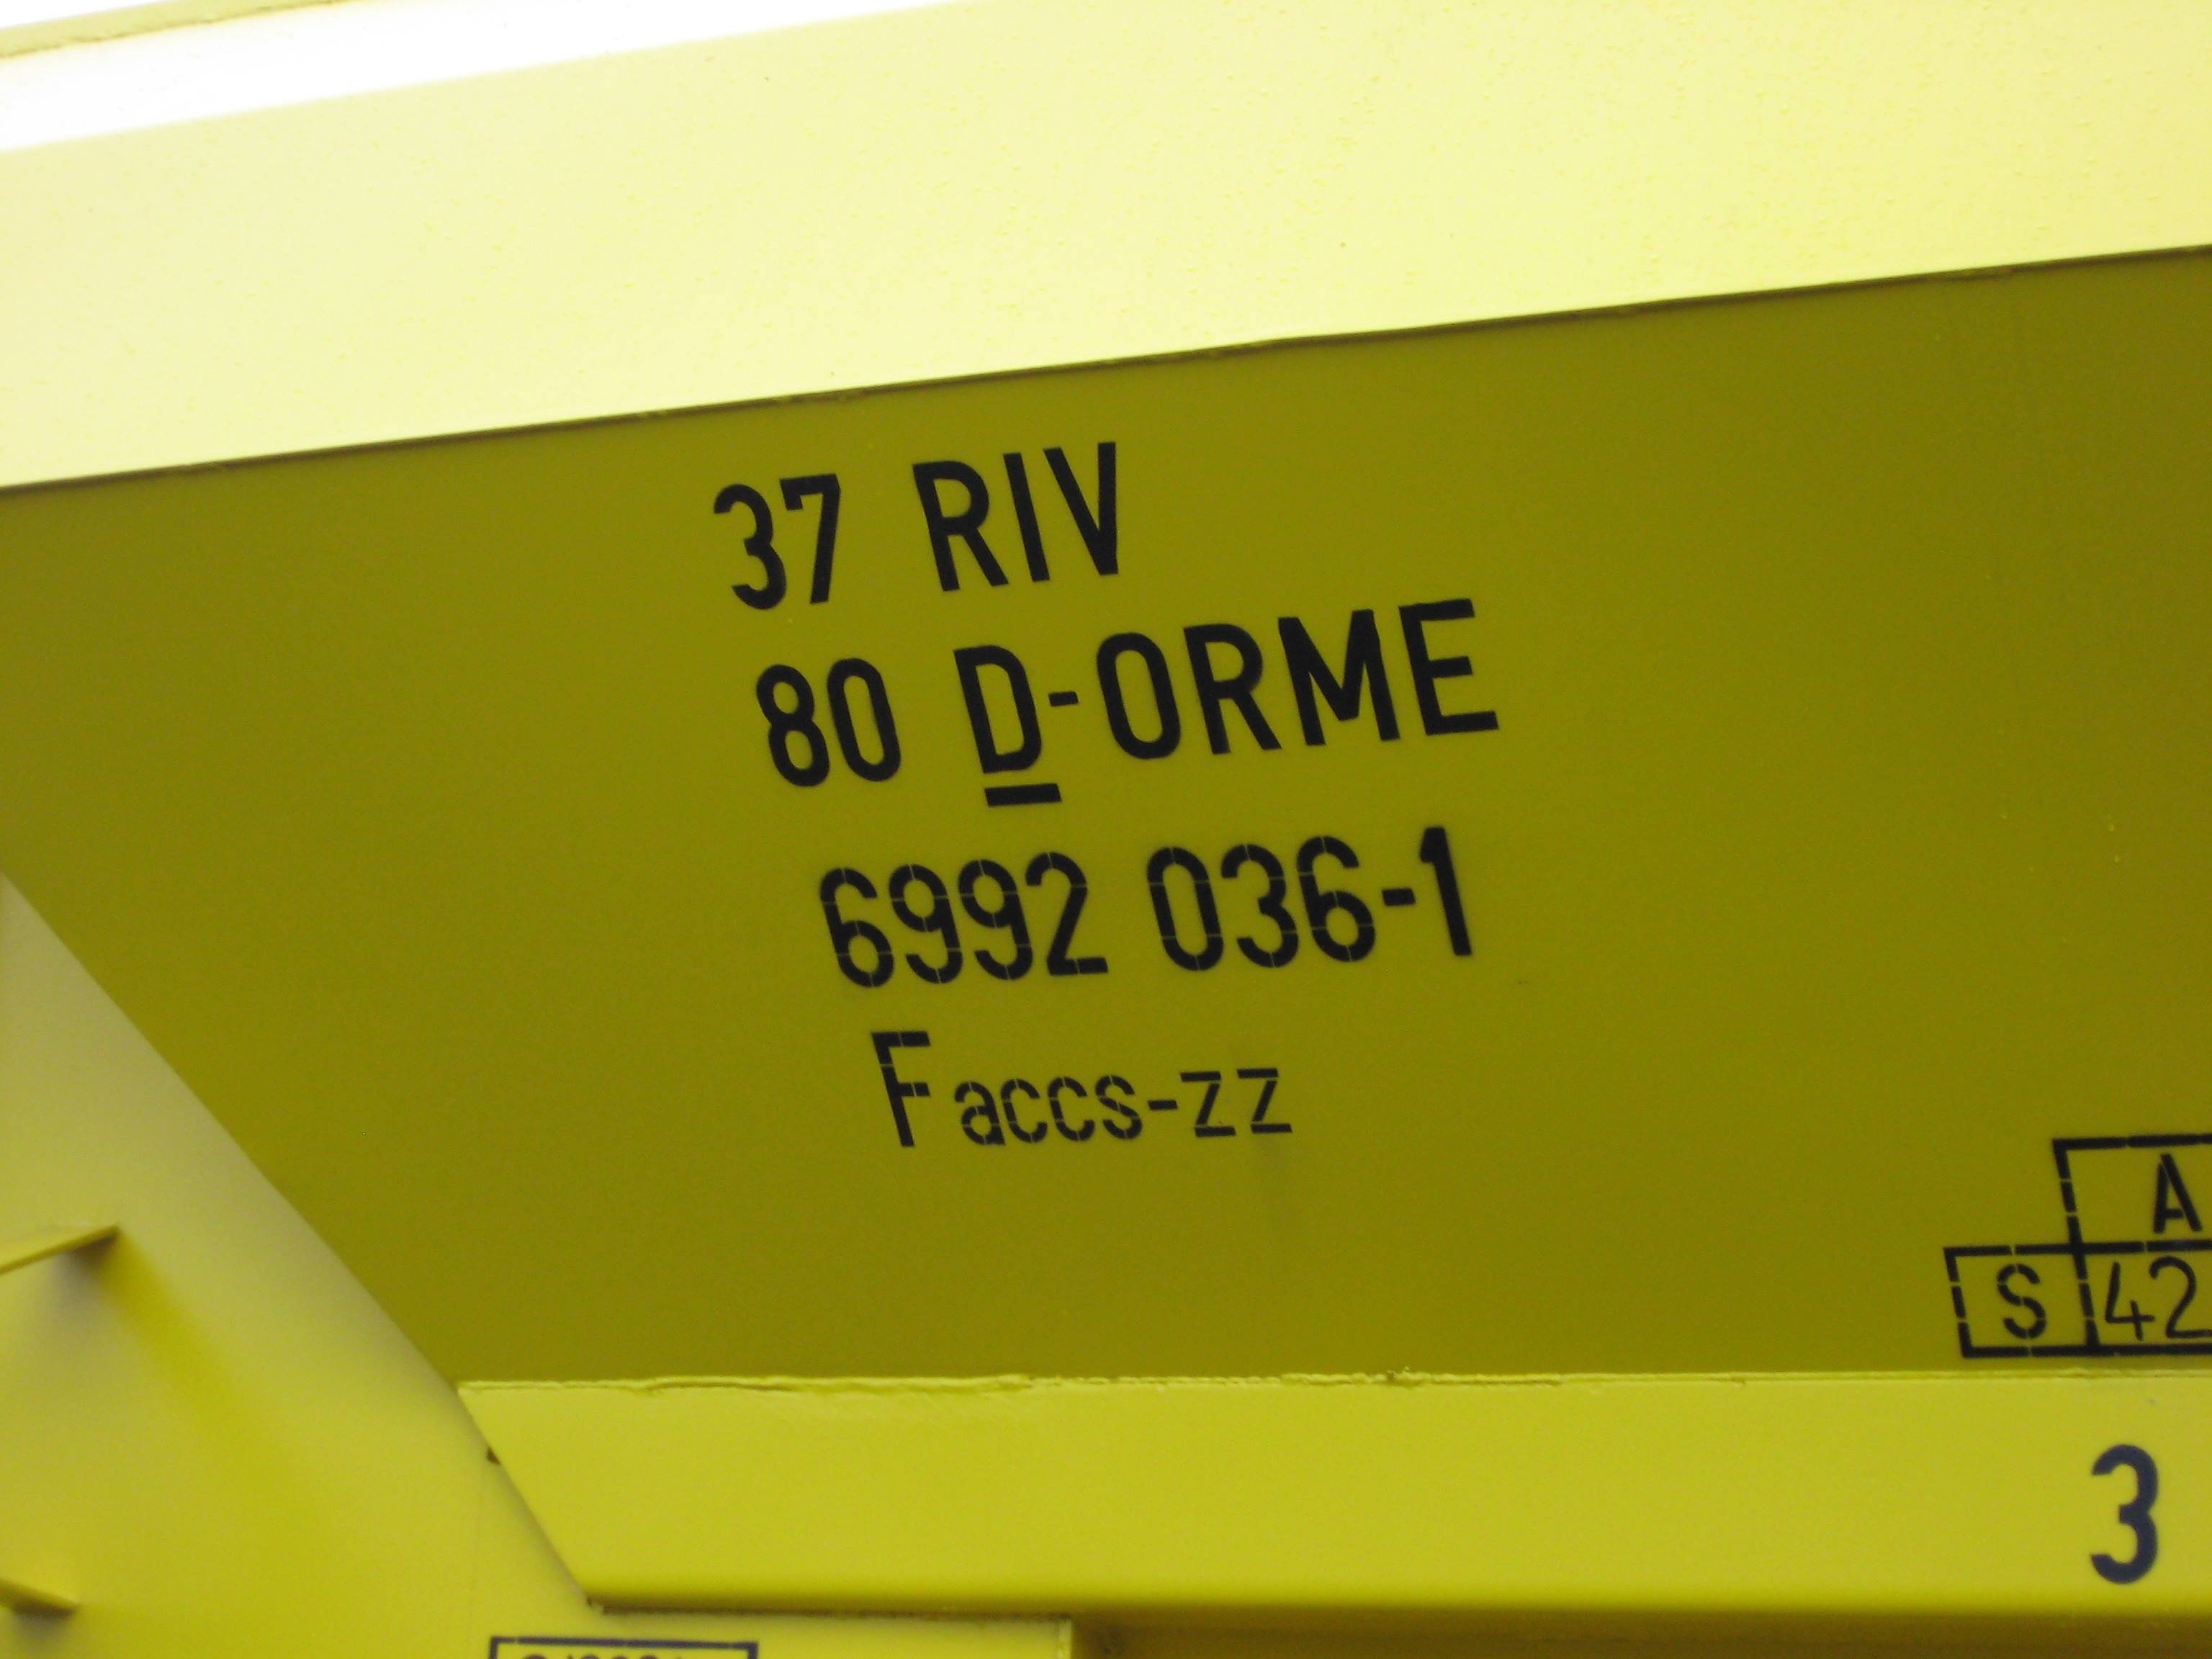 37 RIV
80 D-ORME
6992 036-1
Faccs-zz
A
S 42
3